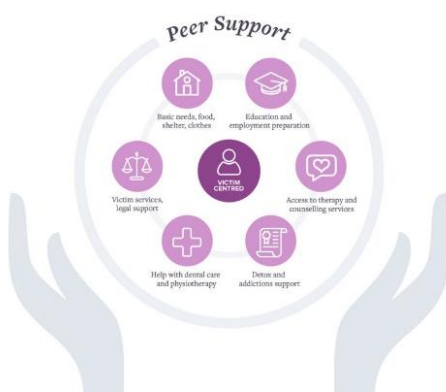 Peer Support
Basic needs, food,
shelter, clothes
Education and
employment preparation
VICTIM
CENTRED
Victim services,
legal support
Access to therapy and
counselling services
Help with dental care
and physiotherapy
Detox and
addictions support